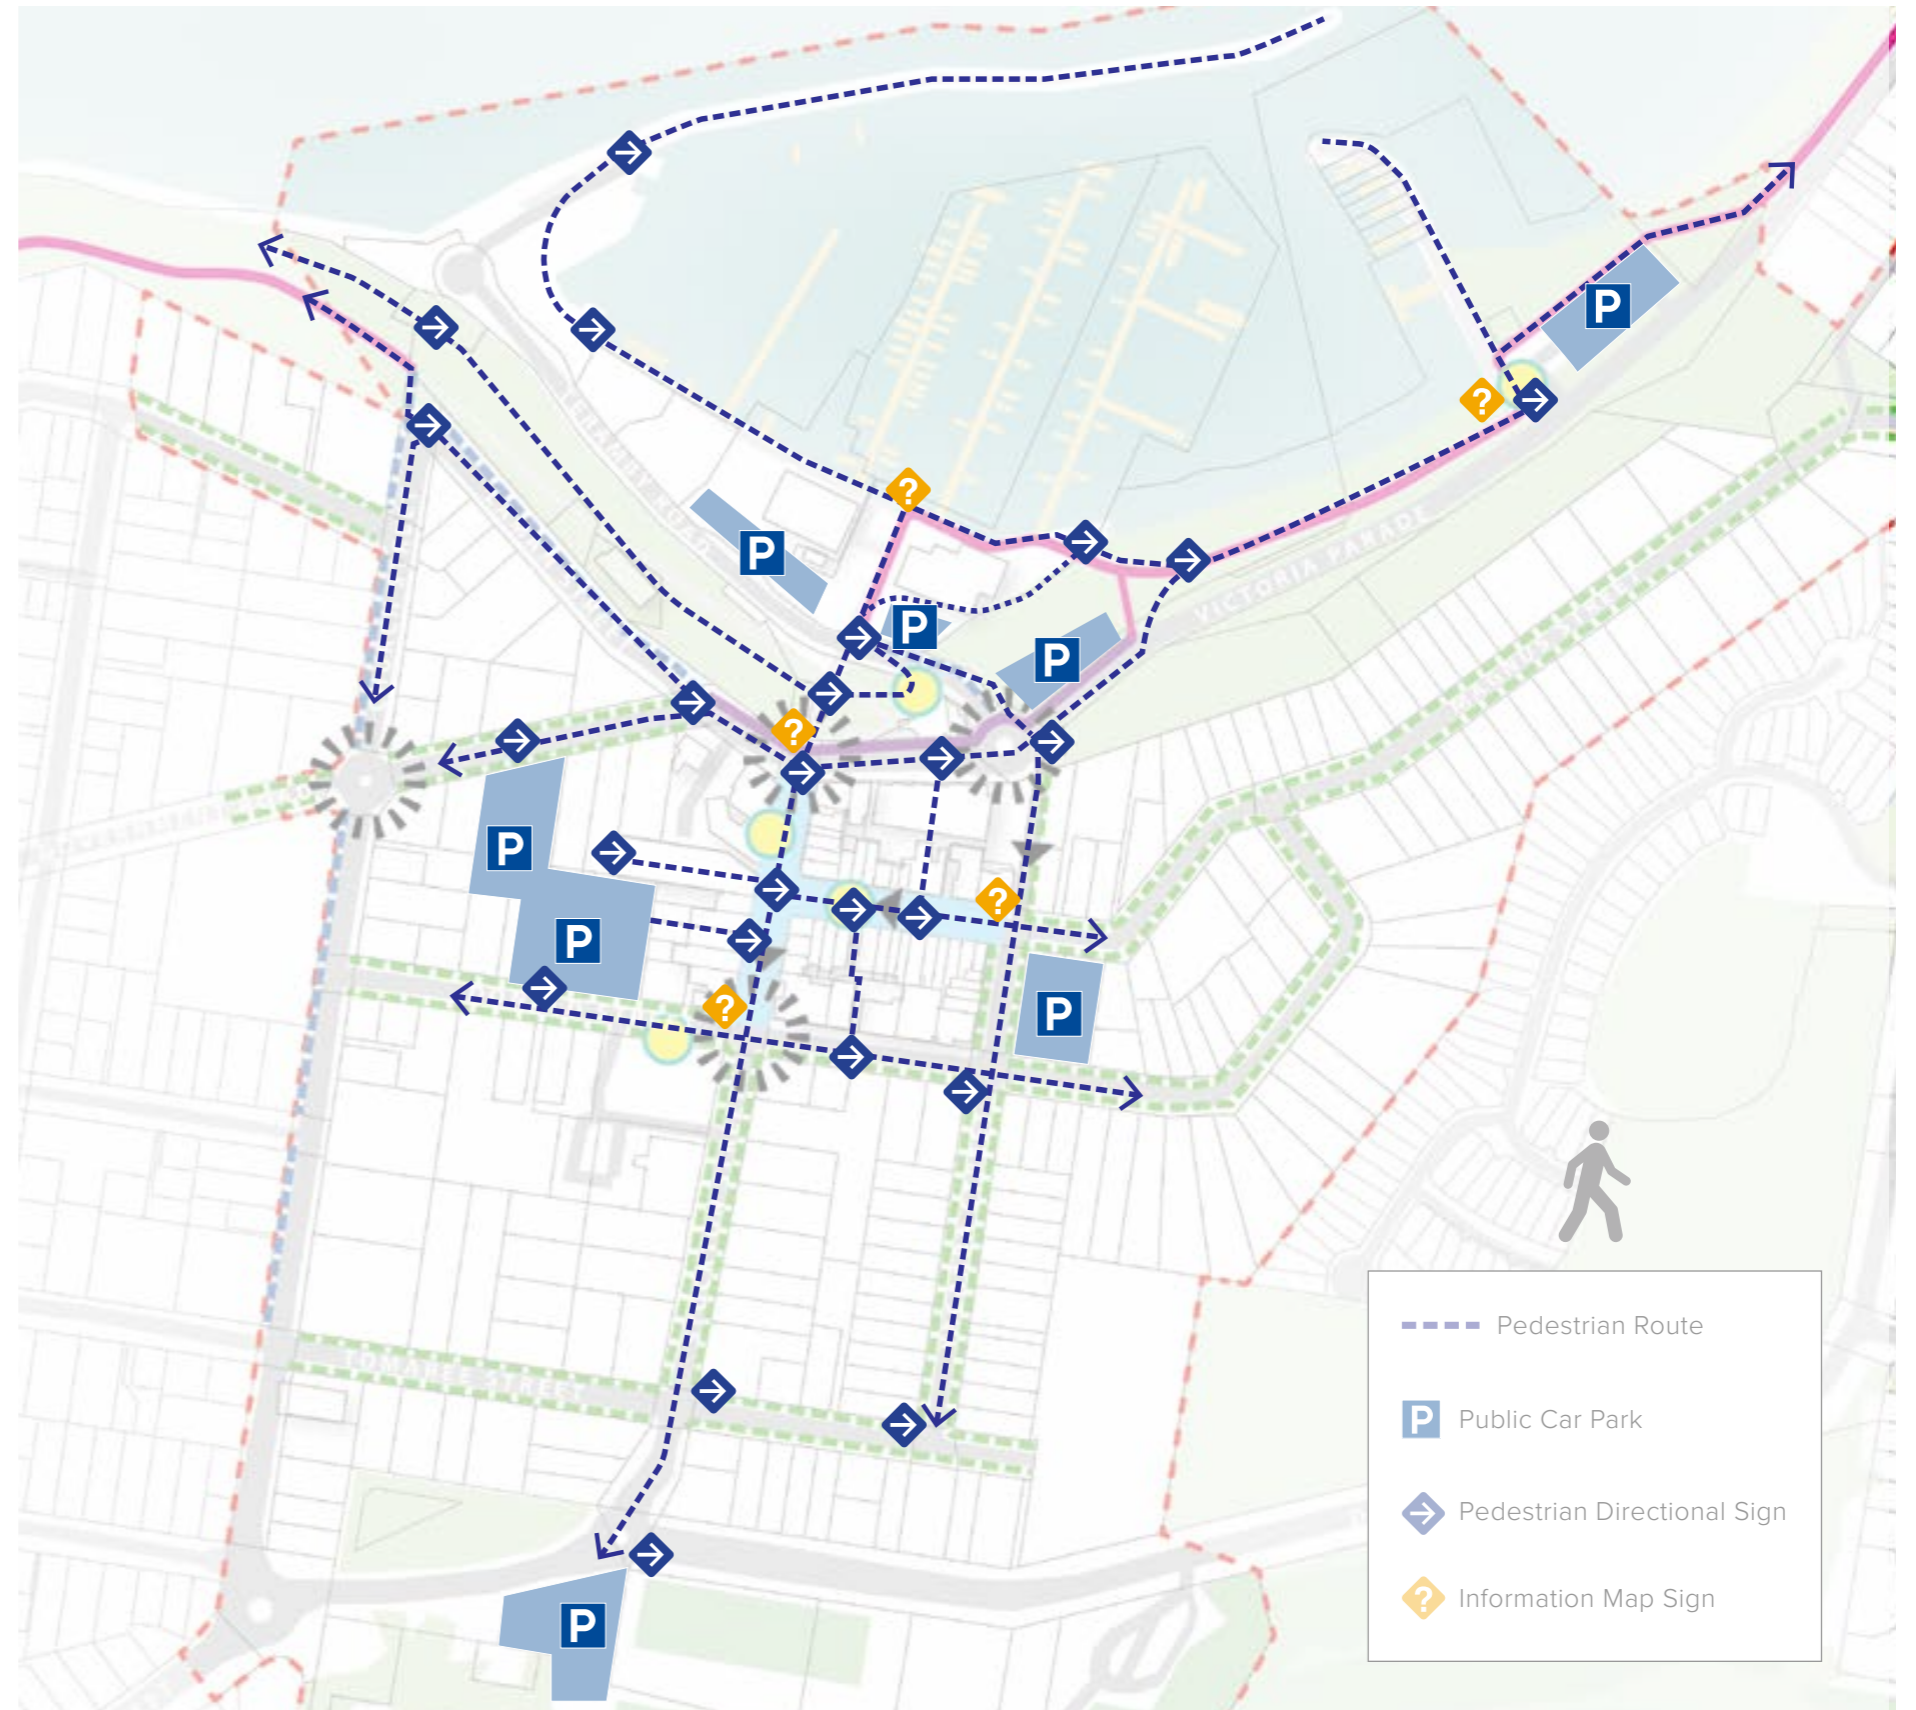 ?
P
?
P
P
P
VICTORIA PARADE
?
P
?
P
?
P
P
Pedestrian Route
P Public Car Park
Pedestrian Directional Sign
? Information Map Sign